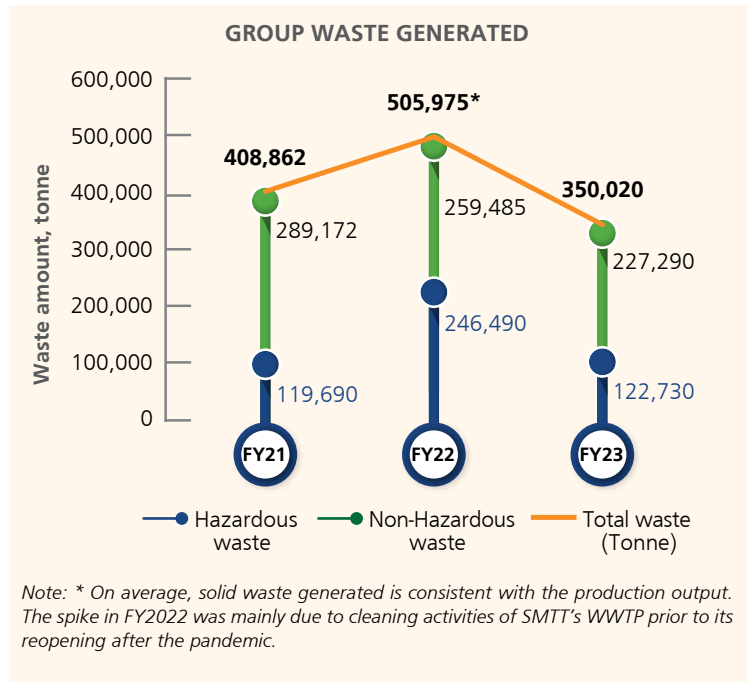 GROUP WASTE GENERATED
Waste amount, tonne
600,000
500,000
400,000
300,000
200,000
100,000
0
408,862
505,975*
350,020
289,172
259,485
227,290
119,690
246,490
122,730
FY21
FY22
FY23
Hazardous
waste
Non-Hazardous
waste
Total waste
(Tonne)
Note: * On average, solid waste generated is consistent with the production output.
The spike in FY2022 was mainly due to cleaning activities of SMTT's WWTP prior to its
reopening after the pandemic.